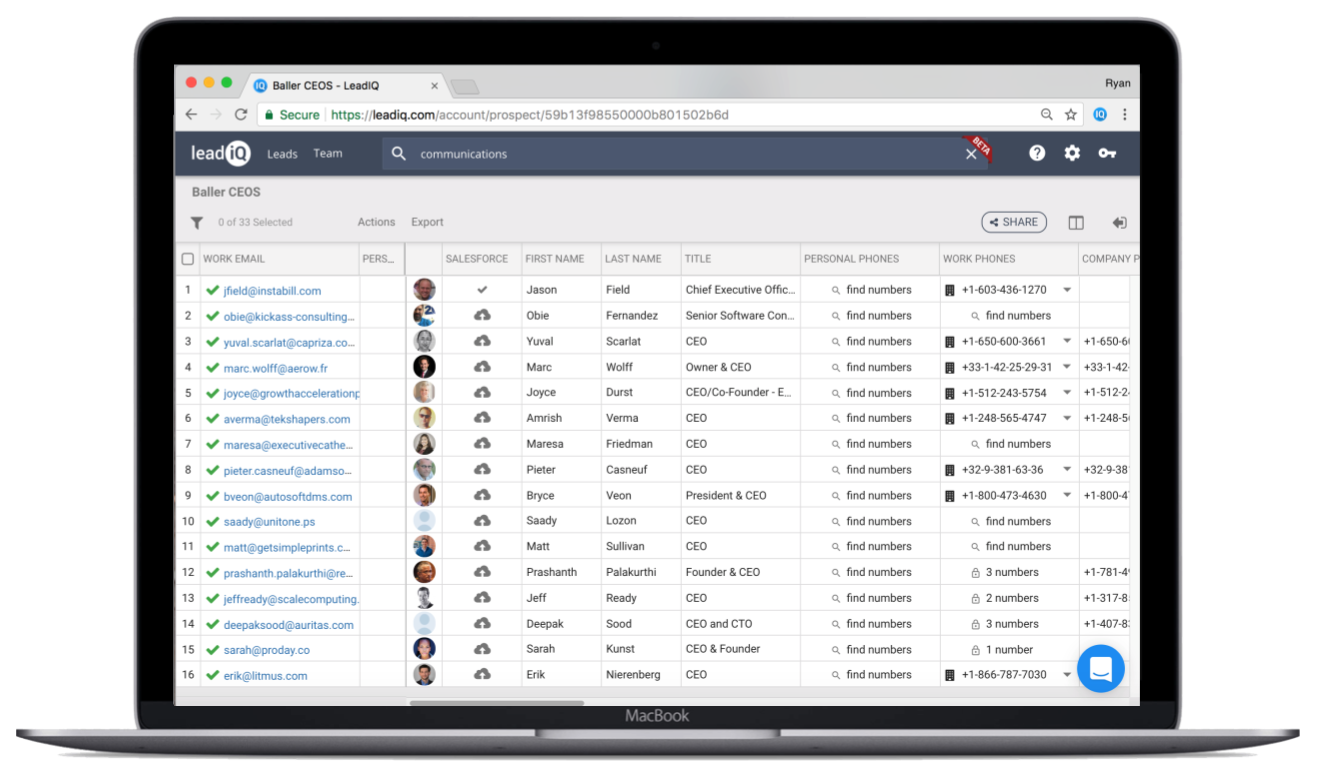 Baller CEOS - LeadIQ
Ryan
Secure https://leadiq.com/account/prospect/59b13f98550000b801502b6d
leadiQ Leads Team communications BETA
Baller CEOS
0 of 33 Selected Actions Export SHARE
WORK EMAIL PERS... SALESFORCE FIRST NAME LAST NAME TITLE PERSONAL PHONES WORK PHONES COMPANY P
1 jfield@instabill.com Jason Field Chief Executive Offic... find numbers +1-603-436-1270
2 obie@kickass-consulting... Obie Fernandez Senior Software Con... find numbers find numbers
3 yuval.scarlat@capriza.co... Yuval Scarlat CEO find numbers +1-650-600-3661 +1-650-6
4 marc.wolff@aerow.fr Marc Wolff Owner & CEO find numbers +33-1-42-25-29-31 +33-1-42-
5 joyce@growthaccelerationp Joyce Durst CEO/Co-Founder - E... find numbers +1-512-243-5754 +1-512-2
6 averma@tekshapers.com Amrish Verma CEO find numbers +1-248-565-4747 +1-248-5
7 maresa@executivecathe... Maresa Friedman CEO find numbers find numbers
8 pieter.casneuf@adamso... Pieter Casneuf CEO find numbers +32-9-381-63-36 +32-9-38
9 bveon@autosoftdms.com Bryce Veon President & CEO find numbers +1-800-473-4630 +1-800-4
10 saady@unitone.ps Saady Lozon CEO find numbers find numbers
11 matt@getsimpleprints.c... Matt Sullivan CEO find numbers find numbers
12 prashanth.palakurthi@re... Prashanth Palakurthi Founder & CEO find numbers 3 numbers +1-781-4
13 jeffready@scalecomputing. Jeff Ready CEO find numbers 2 numbers +1-317-8
14 deepaksood@auritas.com Deepak Sood CEO and CTO find numbers 3 numbers +1-407-8
15 sarah@proday.co Sarah Kunst CEO & Founder find numbers 1 number
16 erik@litmus.com Erik Nierenberg CEO find numbers +1-866-787-7030
MacBook